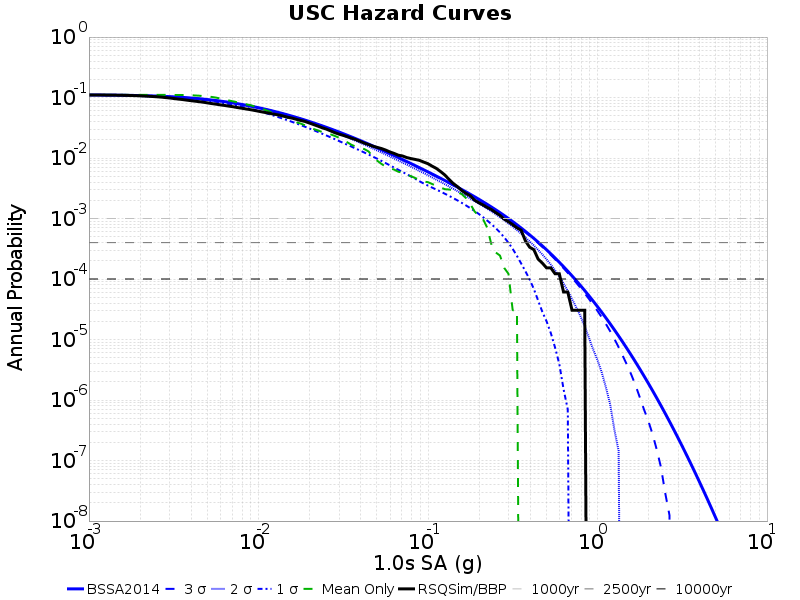 USC Hazard Curves
10^0
10^-1
10^-2
10^-3
10^-4
10^-5
10^-6
10^-7
10^-8
Annual Probability
10^-3 10^-2 10^-1 10^0 10^1
1.0s SA (g)
BSSA2014 3 σ 2 σ 1 σ Mean Only RSQSim/BBP 1000yr 2500yr 10000yr